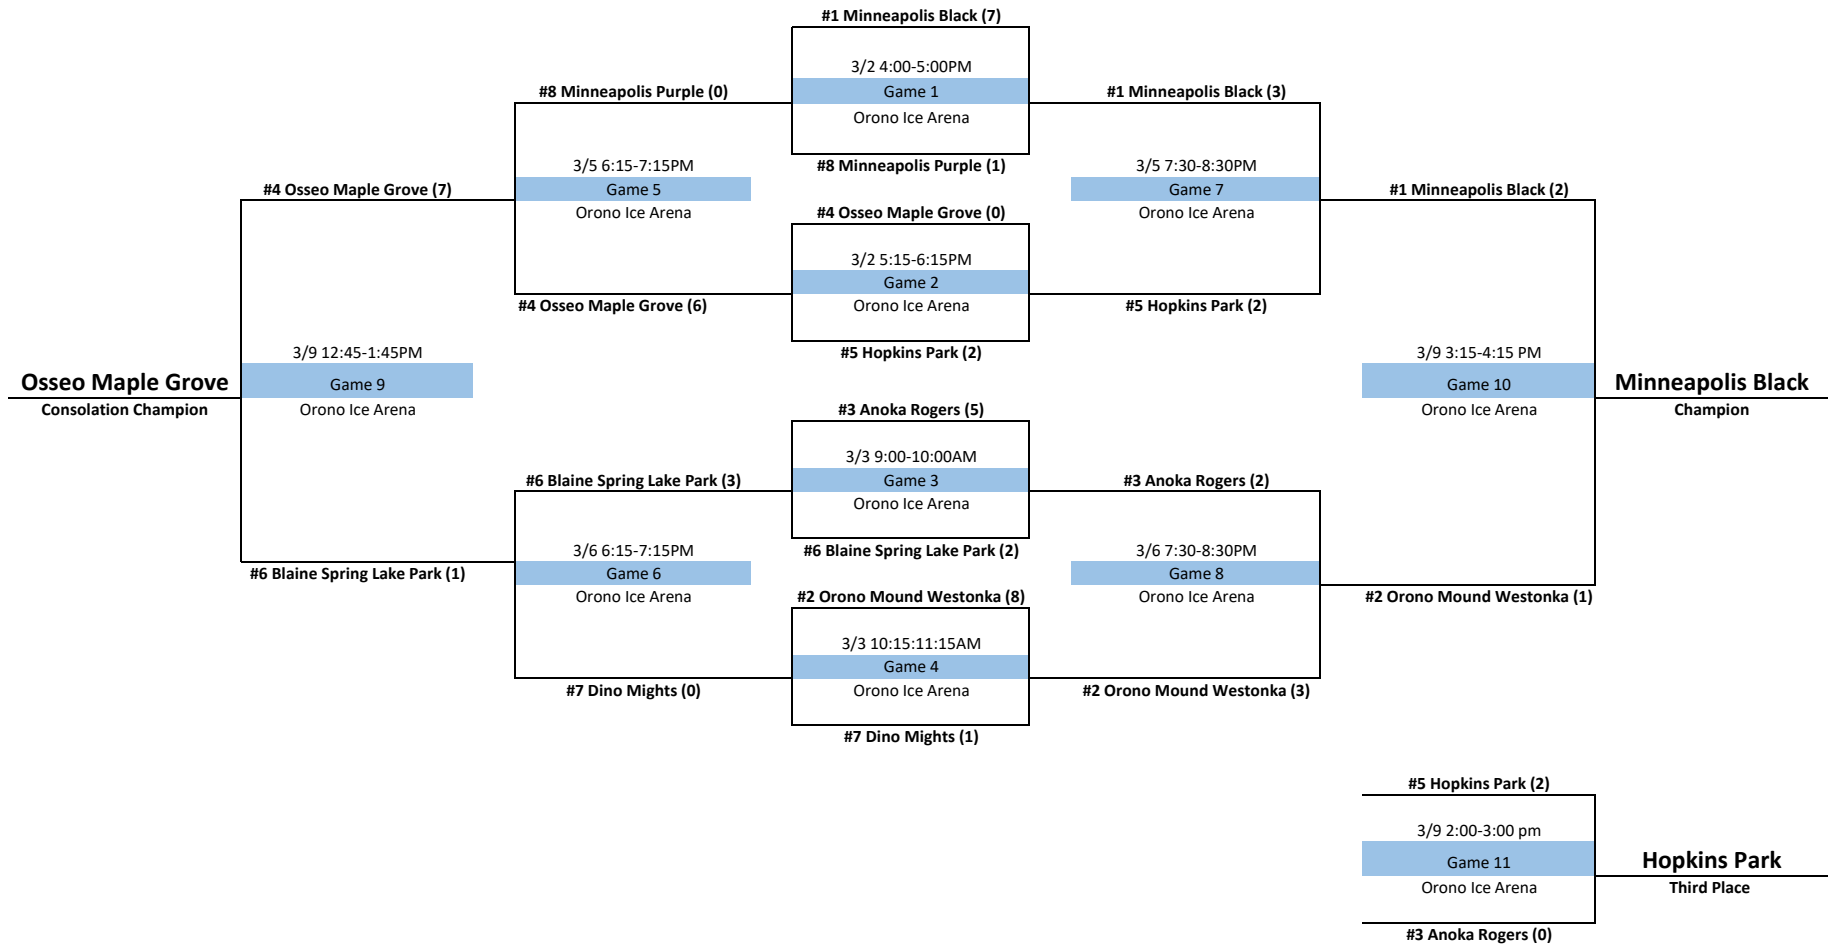 #1 Minneapolis Black (7)
3/2 4:00-5:00PM
Game 1
Orono Ice Arena
#8 Minneapolis Purple (1)
#8 Minneapolis Purple (0)
3/5 6:15-7:15PM
Game 5
Orono Ice Arena
#4 Osseo Maple Grove (6)
#1 Minneapolis Black (3)
3/5 7:30-8:30PM
Game 7
Orono Ice Arena
#5 Hopkins Park (2)
#4 Osseo Maple Grove (0)
3/2 5:15-6:15PM
Game 2
Orono Ice Arena
#5 Hopkins Park (2)
#4 Osseo Maple Grove (7)
3/9 12:45-1:45PM
Game 9
Orono Ice Arena
#6 Blaine Spring Lake Park (1)
Osseo Maple Grove
Consolation Champion
#1 Minneapolis Black (2)
3/9 3:15-4:15 PM
Game 10
Orono Ice Arena
#2 Orono Mound Westonka (1)
Minneapolis Black
Champion
#3 Anoka Rogers (5)
3/3 9:00-10:00AM
Game 3
Orono Ice Arena
#6 Blaine Spring Lake Park (2)
#6 Blaine Spring Lake Park (3)
3/6 6:15-7:15PM
Game 6
Orono Ice Arena
#7 Dino Mights (0)
#3 Anoka Rogers (2)
3/6 7:30-8:30PM
Game 8
Orono Ice Arena
#2 Orono Mound Westonka (3)
#2 Orono Mound Westonka (8)
3/3 10:15:11:15AM
Game 4
Orono Ice Arena
#7 Dino Mights (1)
#5 Hopkins Park (2)
3/9 2:00-3:00 pm
Game 11
Orono Ice Arena
#3 Anoka Rogers (0)
Hopkins Park
Third Place